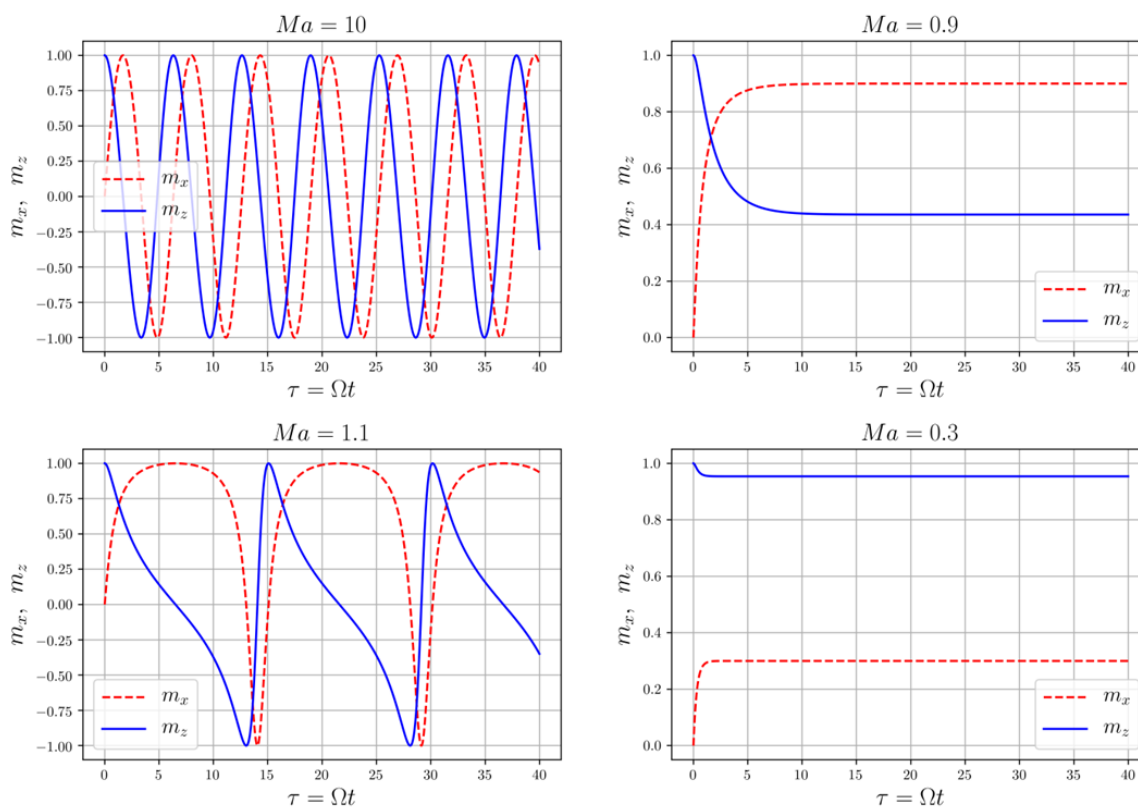 Ma = 10
1.00
0.75
0.50
0.25
0.00
−0.25
−0.50
−0.75
−1.00
m_x, m_z
m_x
m_z
0 5 10 15 20 25 30 35 40
τ = Ωt
Ma = 0.9
1.0
0.8
0.6
0.4
0.2
0.0
m_x, m_z
m_x
m_z
0 5 10 15 20 25 30 35 40
τ = Ωt
Ma = 1.1
1.00
0.75
0.50
0.25
0.00
−0.25
−0.50
−0.75
−1.00
m_x, m_z
m_x
m_z
0 5 10 15 20 25 30 35 40
τ = Ωt
Ma = 0.3
1.0
0.8
0.6
0.4
0.2
0.0
m_x, m_z
m_x
m_z
0 5 10 15 20 25 30 35 40
τ = Ωt